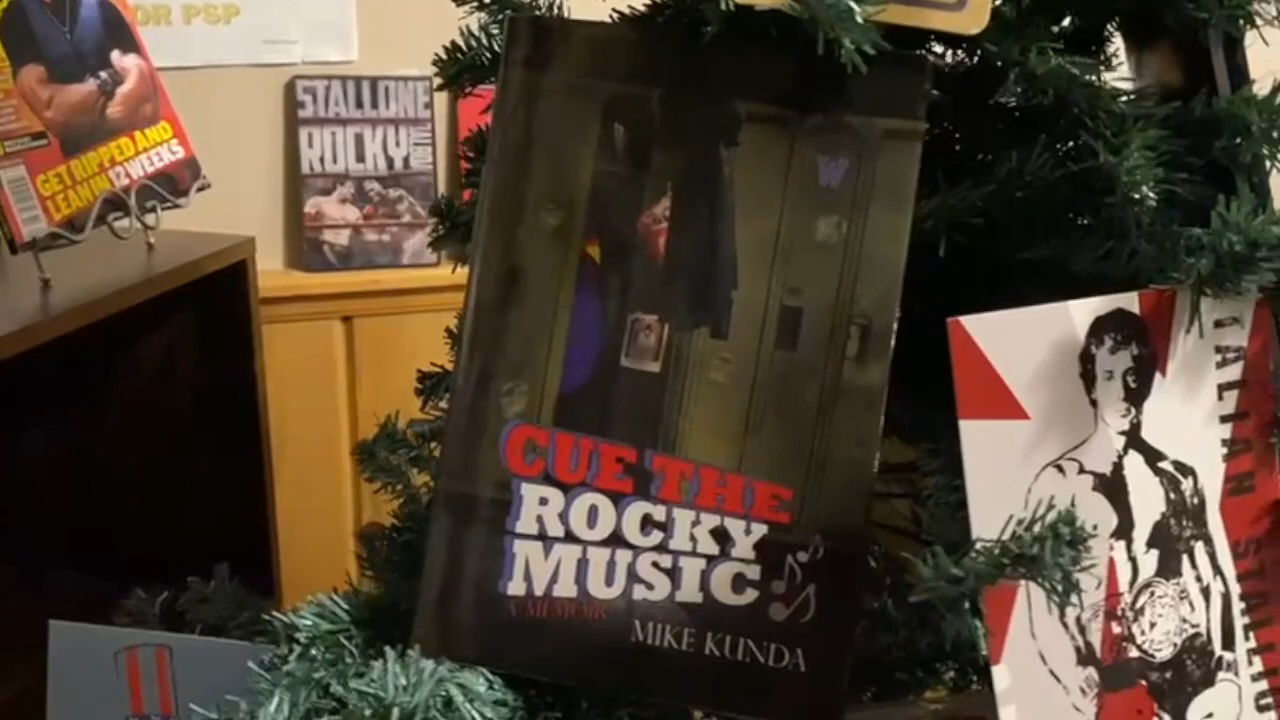 OR PSP
GET RIPPED AND
LEAN IN 12 WEEKS
STALLONE
ROCKY
W
CUE THE
ROCKY
MUSIC
A MEMOIR
MIKE KUNDA